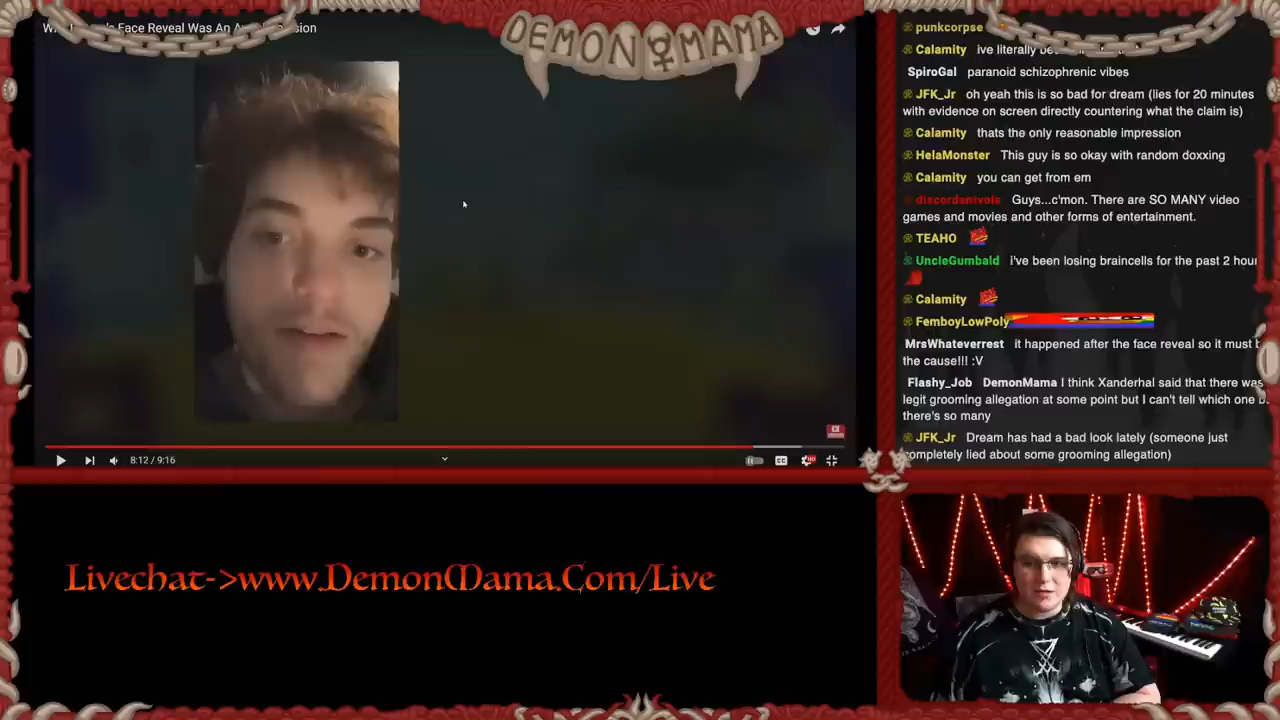 Face Reveal Was An
DEMON MAMA
punkcorpse
Calamity ive literally
SpiroGal paranoid schizophrenic vibes
JFK_Jr oh yeah this is so bad for dream (lies for 20 minutes
with evidence on screen directly countering what the claim is)
Calamity thats the only reasonable impression
HelaMonster This guy is so okay with random doxxing
Calamity you can get from em
discordantvole Guys...c'mon. There are SO MANY video
games and movies and other forms of entertainment.
TEAHO
UncleGumbald i've been losing braincells for the past 2 hour
Calamity
FemboyLowPoly
MrsWhateverrest it happened after the face reveal so it must
the cause!!! :V
Flashy_Job DemonMama I think Xanderhal said that there was
legit grooming allegation at some point but I can't tell which one
there's so many
JFK_Jr Dream has had a bad look lately (someone just
completely lied about some grooming allegation)
8:12 / 9:16
CC
HD
Livechat->www.DemonMama.Com/Live